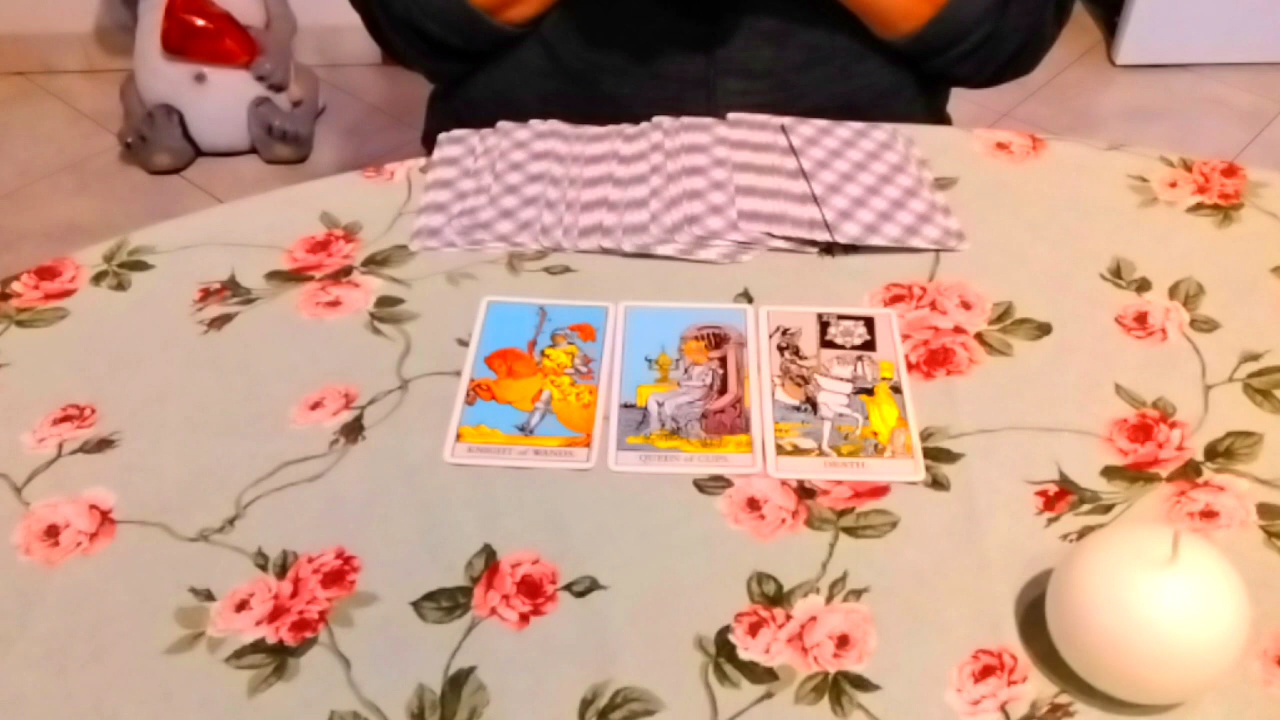 KNIGHT of WANDS.
QUEEN of CUPS.
DEATH.